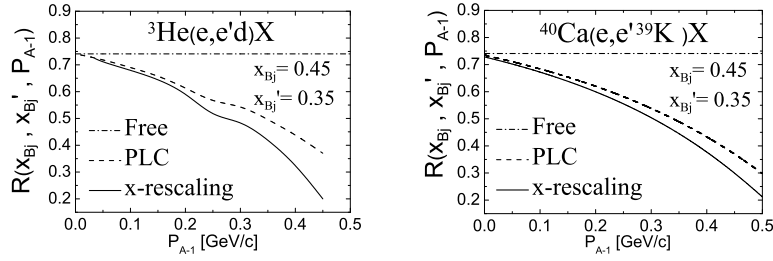 ³He(e,e'd)X
R(x_Bj , x_Bj' , P_A-1)
0.9
0.8
0.7
0.6
0.5
0.4
0.3
0.2
x_Bj= 0.45
x_Bj'= 0.35
Free
PLC
x-rescaling
0.0 0.1 0.2 0.3 0.4 0.5
P_A-1 [GeV/c]
⁴⁰Ca(e,e'³⁹K )X
R(x_Bj , x_Bj' , P_A-1)
0.9
0.8
0.7
0.6
0.5
0.4
0.3
0.2
x_Bj= 0.45
x_Bj'= 0.35
Free
PLC
x-rescaling
0.0 0.1 0.2 0.3 0.4 0.5
P_A-1 [GeV/c]